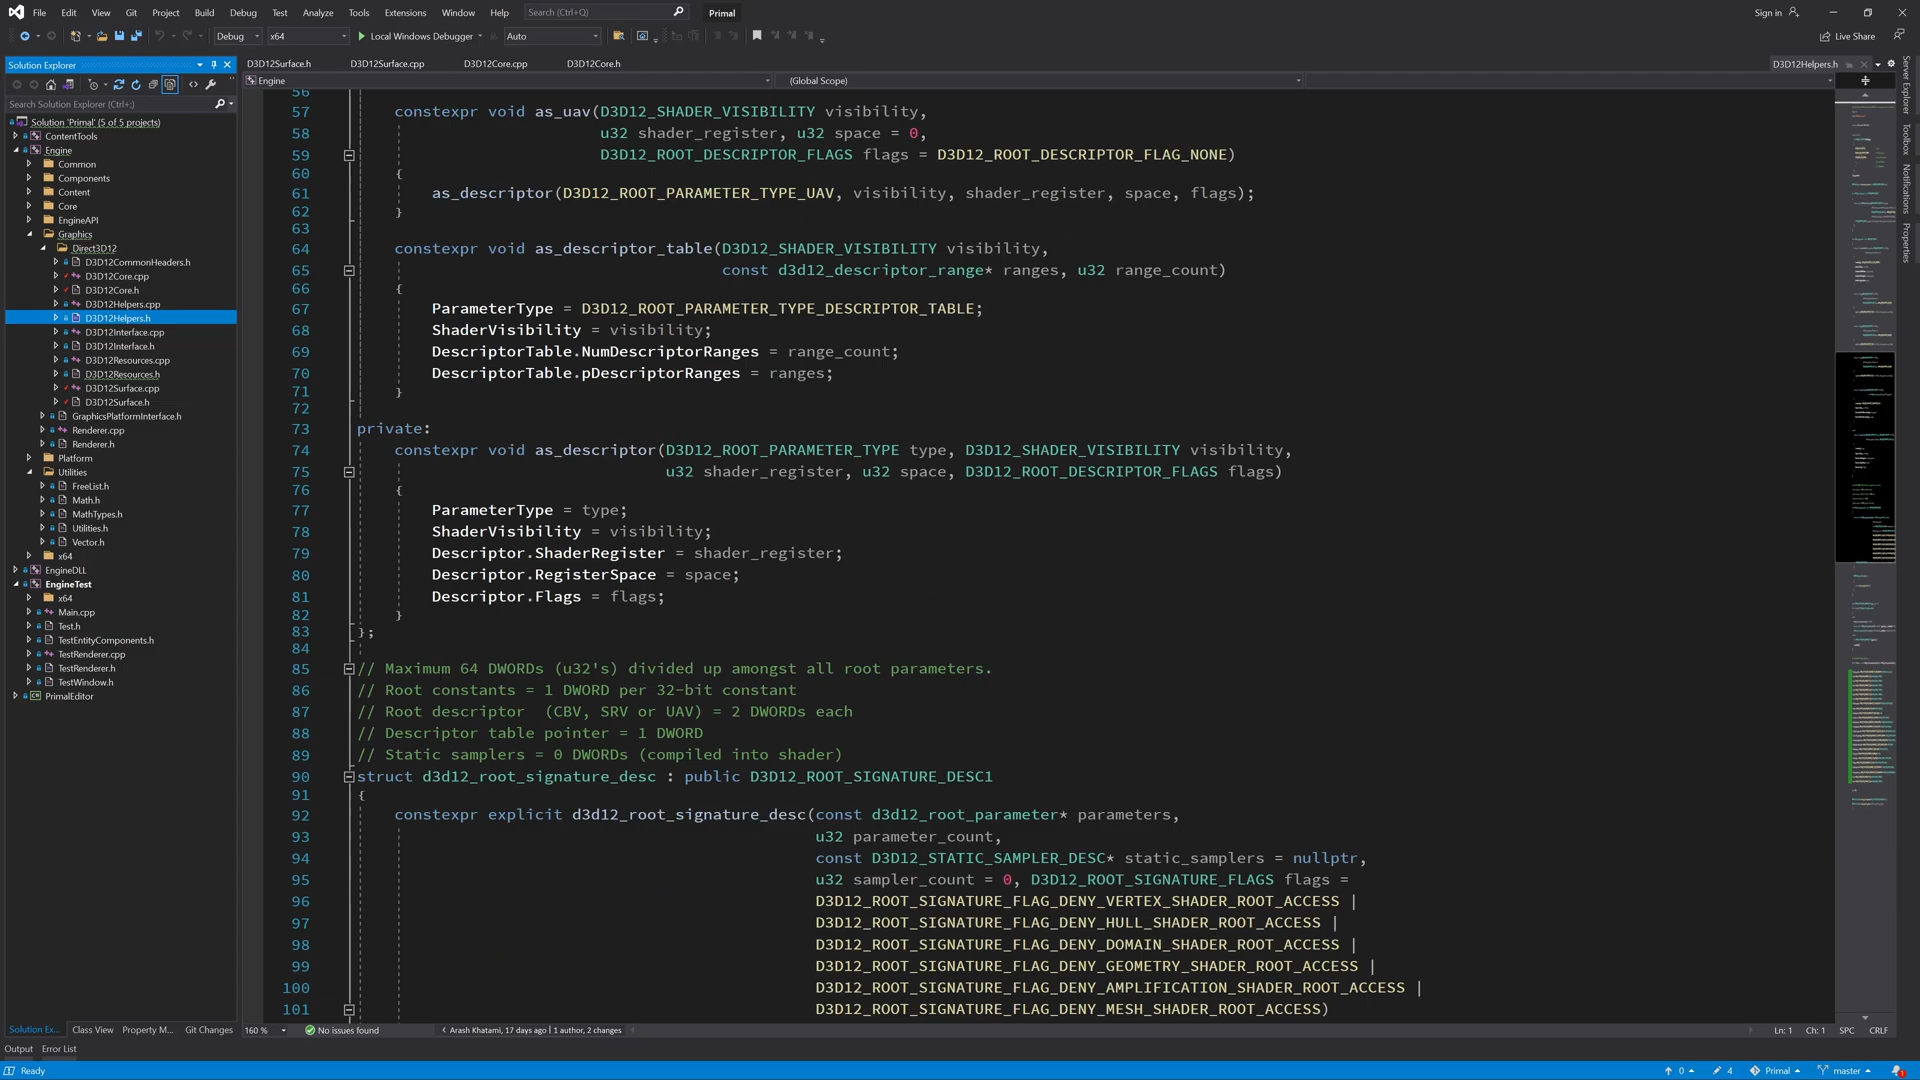 File Edit View Git Project Build Debug Test Analyze Tools Extensions Window Help Search (Ctrl+Q) Primal Sign in
Debug x64 Local Windows Debugger Auto Live Share
Solution Explorer
Search Solution Explorer (Ctrl+;)
Solution 'Primal' (5 of 5 projects)
ContentTools
Engine
Common
Components
Content
Core
EngineAPI
Graphics
Direct3D12
D3D12CommonHeaders.h
D3D12Core.cpp
D3D12Core.h
D3D12Helpers.cpp
D3D12Helpers.h
D3D12Interface.cpp
D3D12Interface.h
D3D12Resources.cpp
D3D12Resources.h
D3D12Surface.cpp
D3D12Surface.h
GraphicsPlatformInterface.h
Renderer.cpp
Renderer.h
Platform
Utilities
FreeList.h
Math.h
MathTypes.h
Utilities.h
Vector.h
x64
EngineDLL
EngineTest
x64
Main.cpp
Test.h
TestEntityComponents.h
TestRenderer.cpp
TestRenderer.h
TestWindow.h
PrimalEditor
Solution Ex... Class View Property M... Git Changes
D3D12Surface.h D3D12Surface.cpp D3D12Core.cpp D3D12Core.h D3D12Helpers.h
Engine (Global Scope)
56
57 constexpr void as_uav(D3D12_SHADER_VISIBILITY visibility,
58 u32 shader_register, u32 space = 0,
59 D3D12_ROOT_DESCRIPTOR_FLAGS flags = D3D12_ROOT_DESCRIPTOR_FLAG_NONE)
60 {
61 as_descriptor(D3D12_ROOT_PARAMETER_TYPE_UAV, visibility, shader_register, space, flags);
62 }
63
64 constexpr void as_descriptor_table(D3D12_SHADER_VISIBILITY visibility,
65 const d3d12_descriptor_range* ranges, u32 range_count)
66 {
67 ParameterType = D3D12_ROOT_PARAMETER_TYPE_DESCRIPTOR_TABLE;
68 ShaderVisibility = visibility;
69 DescriptorTable.NumDescriptorRanges = range_count;
70 DescriptorTable.pDescriptorRanges = ranges;
71 }
72
73 private:
74 constexpr void as_descriptor(D3D12_ROOT_PARAMETER_TYPE type, D3D12_SHADER_VISIBILITY visibility,
75 u32 shader_register, u32 space, D3D12_ROOT_DESCRIPTOR_FLAGS flags)
76 {
77 ParameterType = type;
78 ShaderVisibility = visibility;
79 Descriptor.ShaderRegister = shader_register;
80 Descriptor.RegisterSpace = space;
81 Descriptor.Flags = flags;
82 }
83 };
84
85 // Maximum 64 DWORDs (u32's) divided up amongst all root parameters.
86 // Root constants = 1 DWORD per 32-bit constant
87 // Root descriptor (CBV, SRV or UAV) = 2 DWORDs each
88 // Descriptor table pointer = 1 DWORD
89 // Static samplers = 0 DWORDs (compiled into shader)
90 struct d3d12_root_signature_desc : public D3D12_ROOT_SIGNATURE_DESC1
91 {
92 constexpr explicit d3d12_root_signature_desc(const d3d12_root_parameter* parameters,
93 u32 parameter_count,
94 const D3D12_STATIC_SAMPLER_DESC* static_samplers = nullptr,
95 u32 sampler_count = 0, D3D12_ROOT_SIGNATURE_FLAGS flags =
96 D3D12_ROOT_SIGNATURE_FLAG_DENY_VERTEX_SHADER_ROOT_ACCESS |
97 D3D12_ROOT_SIGNATURE_FLAG_DENY_HULL_SHADER_ROOT_ACCESS |
98 D3D12_ROOT_SIGNATURE_FLAG_DENY_DOMAIN_SHADER_ROOT_ACCESS |
99 D3D12_ROOT_SIGNATURE_FLAG_DENY_GEOMETRY_SHADER_ROOT_ACCESS |
100 D3D12_ROOT_SIGNATURE_FLAG_DENY_AMPLIFICATION_SHADER_ROOT_ACCESS |
101 D3D12_ROOT_SIGNATURE_FLAG_DENY_MESH_SHADER_ROOT_ACCESS)
160 % No issues found Arash Khatami, 17 days ago | 1 author, 2 changes Ln: 1 Ch: 1 SPC CRLF
Server Explorer
Toolbox
Notifications
Properties
Output Error List
Ready 0 4 Primal master 1